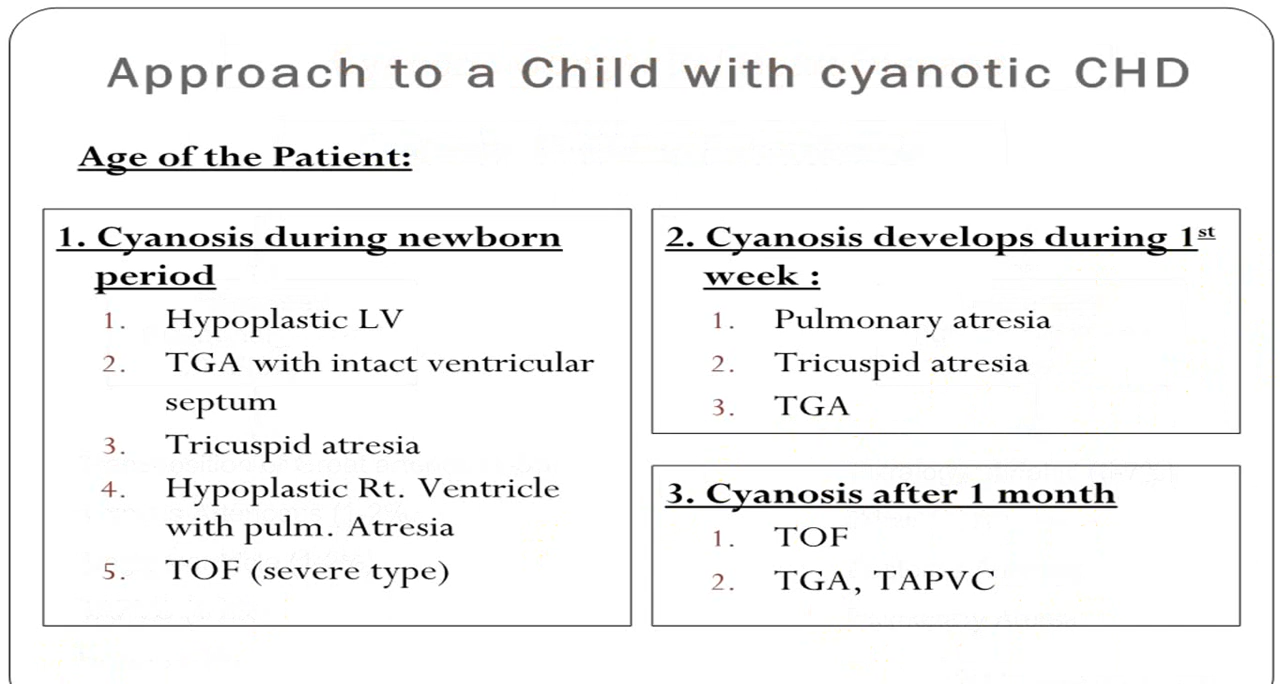 Approach to a Child with cyanotic CHD
Age of the Patient:
1. Cyanosis during newborn
period
1. Hypoplastic LV
2. TGA with intact ventricular
septum
3. Tricuspid atresia
4. Hypoplastic Rt. Ventricle
with pulm. Atresia
5. TOF (severe type)
2. Cyanosis develops during 1st
week :
1. Pulmonary atresia
2. Tricuspid atresia
3. TGA
3. Cyanosis after 1 month
1. TOF
2. TGA, TAPVC